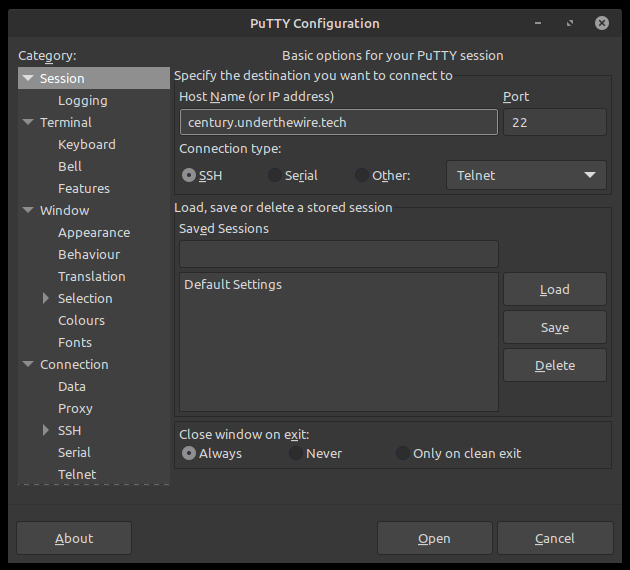 PuTTY Configuration
Category:
Session
Logging
Terminal
Keyboard
Bell
Features
Window
Appearance
Behaviour
Translation
Selection
Colours
Fonts
Connection
Data
Proxy
SSH
Serial
Telnet
Basic options for your PuTTY session
Specify the destination you want to connect to
Host Name (or IP address) Port
century.underthewire.tech 22
Connection type:
SSH Serial Other: Telnet
Load, save or delete a stored session
Saved Sessions
Default Settings
Load
Save
Delete
Close window on exit:
Always Never Only on clean exit
About Open Cancel